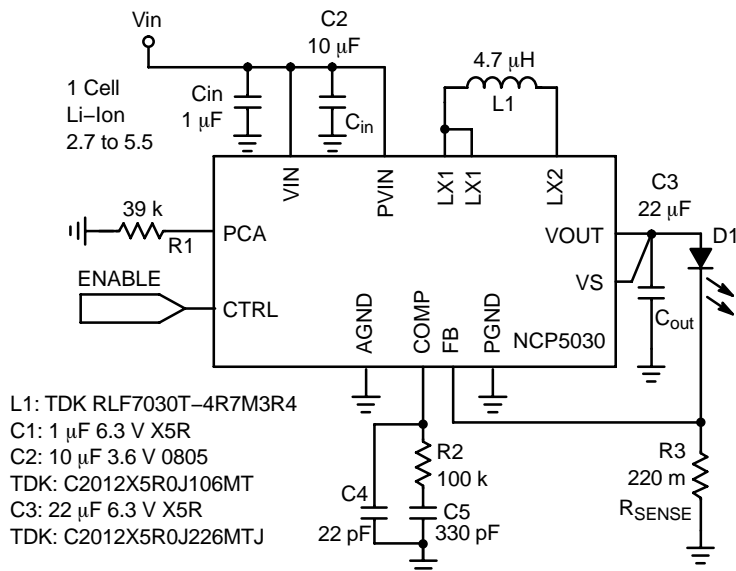 Vin
C2
10 μF
4.7 μH
L1
1 Cell
Li-Ion
2.7 to 5.5
Cin
1 μF
Cin
VIN
PVIN
LX1
LX1
LX2
C3
22 μF
39 k
R1
PCA
VOUT
D1
ENABLE
CTRL
VS
Cout
AGND
COMP
FB
PGND
NCP5030
L1: TDK RLF7030T−4R7M3R4
C1: 1 μF 6.3 V X5R
C2: 10 μF 3.6 V 0805
TDK: C2012X5R0J106MT
C3: 22 μF 6.3 V X5R
TDK: C2012X5R0J226MTJ
R2
100 k
C4
22 pF
C5
330 pF
R3
220 m
RSENSE